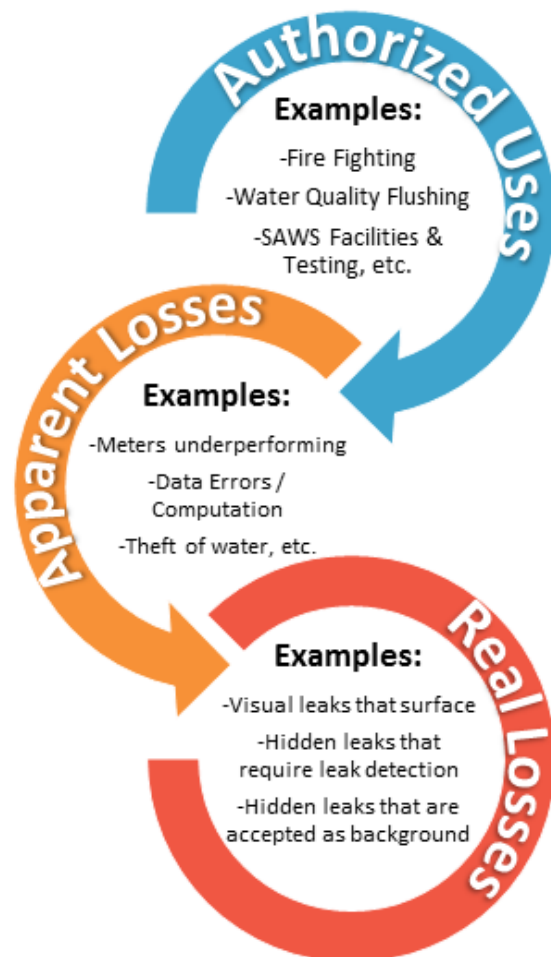 Authorized Uses
Examples:
-Fire Fighting
-Water Quality Flushing
-SAWS Facilities &
Testing, etc.
Apparent Losses
Examples:
-Meters underperforming
-Data Errors /
Computation
-Theft of water, etc.
Real Losses
Examples:
-Visual leaks that surface
-Hidden leaks that
require leak detection
-Hidden leaks that are
accepted as background